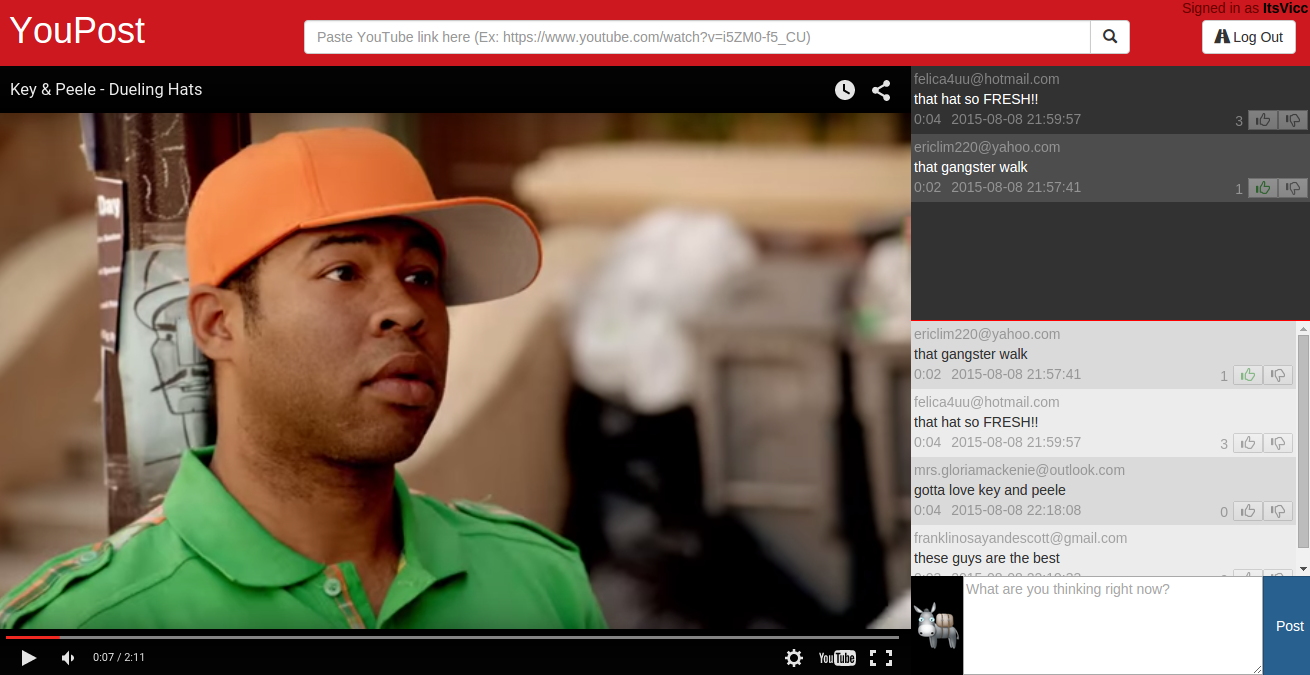 YouPost
Paste YouTube link here (Ex: https://www.youtube.com/watch?v=i5ZM0-f5_CU)
Signed in as ItsVicc
Log Out
Key & Peele - Dueling Hats
Day
felica4uu@hotmail.com
that hat so FRESH!!
0:04 2015-08-08 21:59:57 3
ericlim220@yahoo.com
that gangster walk
0:02 2015-08-08 21:57:41 1
ericlim220@yahoo.com
that gangster walk
0:02 2015-08-08 21:57:41 1
felica4uu@hotmail.com
that hat so FRESH!!
0:04 2015-08-08 21:59:57 3
mrs.gloriamackenie@outlook.com
gotta love key and peele
0:04 2015-08-08 22:18:08 0
franklinosayandescott@gmail.com
these guys are the best
What are you thinking right now?
Post
0:07 / 2:11
YouTube